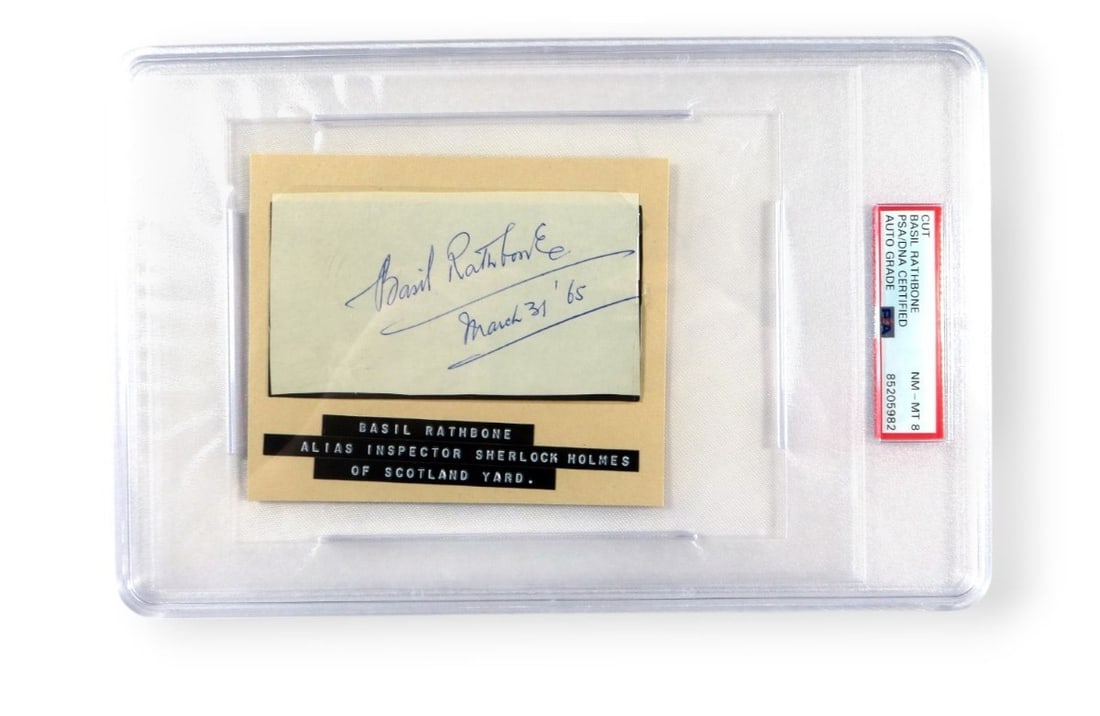 Basil Rathbone
March 31 '65
BASIL RATHBONE
ALIAS INSPECTOR SHERLOCK HOLMES
OF SCOTLAND YARD.
CUT
BASIL RATHBONE
PSA/DNA CERTIFIED NM - MT 8
AUTO GRADE PSA 85205982